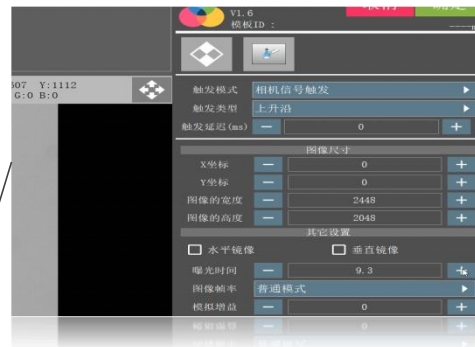 V1.6
模板ID :
507 Y:1112
G:0 B:0
触发模式 相机信号触发
触发类型 上升沿
触发延迟(ms) 0
图像尺寸
X坐标 0
Y坐标 0
图像的宽度 2448
图像的高度 2048
其它设置
水平镜像 垂直镜像
曝光时间 9.3
图像帧率 普通模式
模拟增益 0